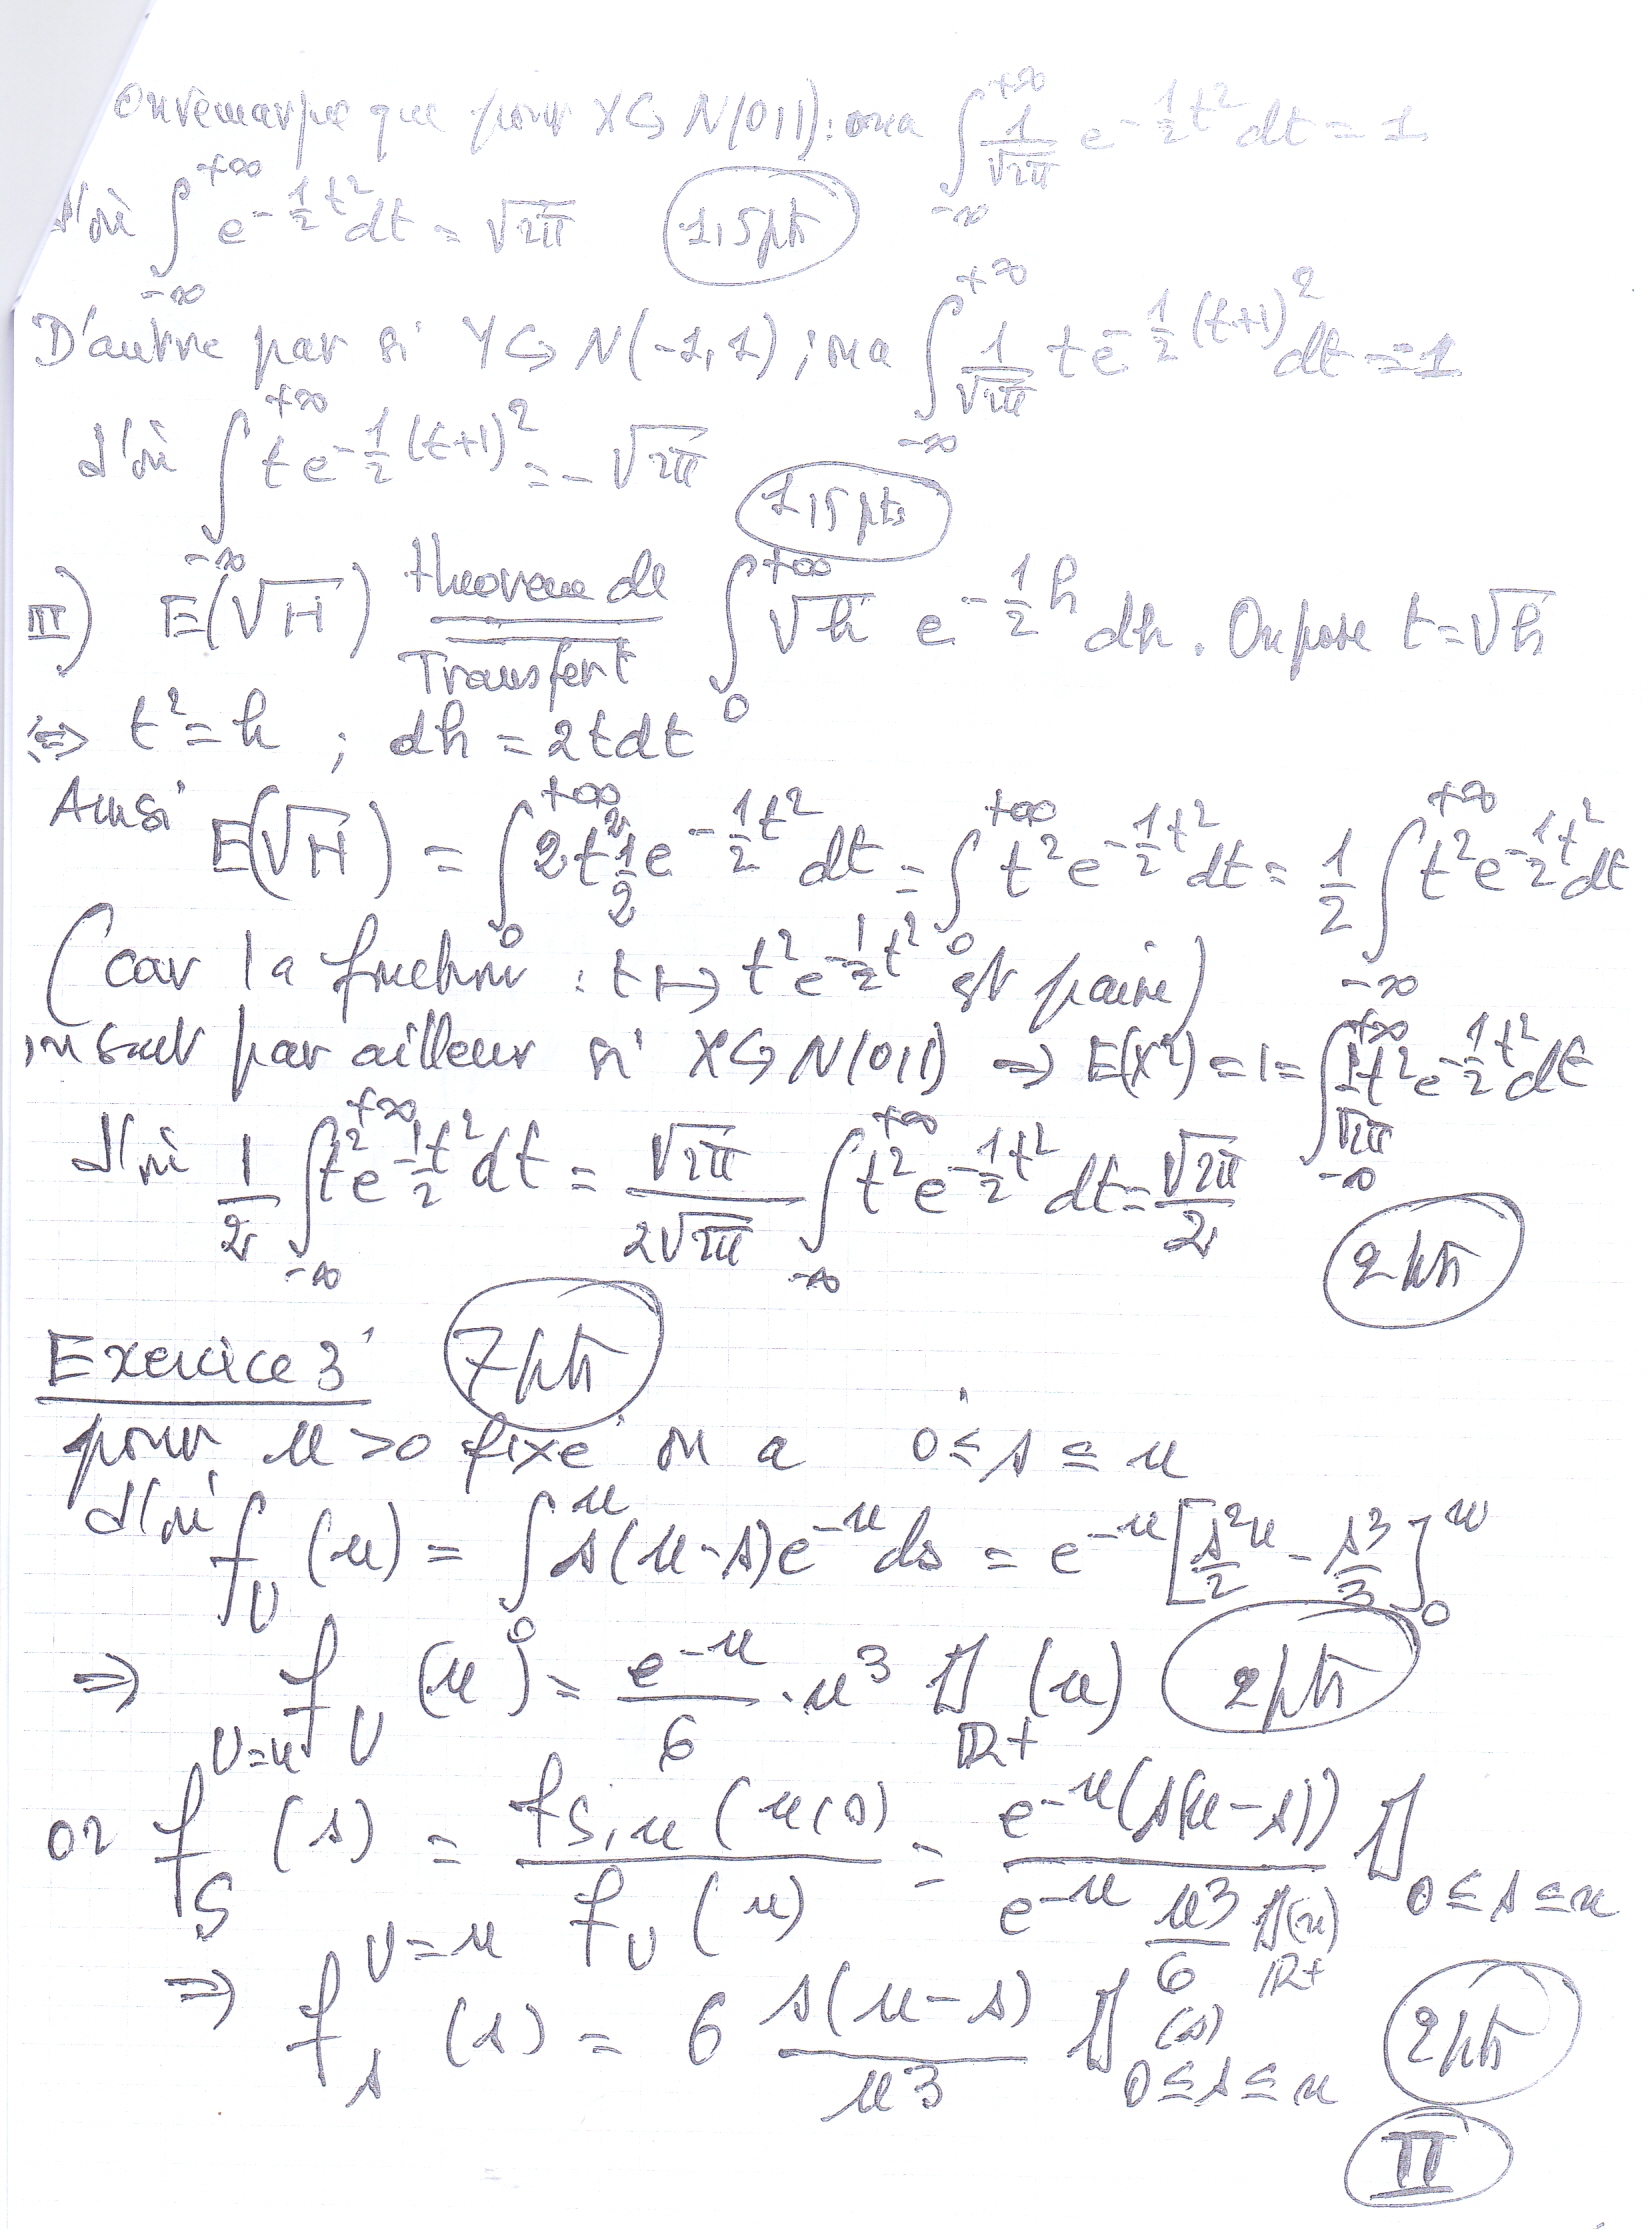 On remarque que pour X↪N(0,1) : on a ∫_{-∞}^{+∞} 1/√2π e^{-1/2 t²} dt = 1
d'où ∫_{-∞}^{+∞} e^{-1/2 t²} dt = √2π (1,5pts)
D'autre par si Y↪N(-1,1) ; on a ∫_{-∞}^{+∞} 1/√2π t e^{-1/2 (t+1)²} dt = -1
d'où ∫_{-∞}^{+∞} t e^{-1/2 (t+1)²} = -√2π (1,5 pts)
III) E(√H) = theoreme de Transfert ∫_0^{+∞} √h e^{-1/2 h} dh. On pose t=√h
⇔ t² = h ; dh = 2tdt
Ainsi E(√H) = ∫_0^{+∞} 2t² 1/2 e^{-1/2 t²} dt = ∫_0^{+∞} t² e^{-1/2 t²} dt = 1/2 ∫_{-∞}^{+∞} t² e^{-1/2 t²} dt
(car la fonction : t ↦ t² e^{-1/2 t²} est paire)
on sait par ailleur si X↪N(0,1) ⇒ E(X²) = 1 = ∫_{-∞}^{+∞} 1/√2π t² e^{-1/2 t²} dt
d'où 1/2 ∫_{-∞}^{+∞} t² e^{-1/2 t²} dt = √2π/2√2π ∫_{-∞}^{+∞} t² e^{-1/2 t²} dt = √2π/2 (2pts)
Exercice 3 (7pts)
pour u>0 fixé on a 0 ≤ s ≤ u
d'où f_U (u) = ∫_0^u s(u-s)e^{-u} ds = e^{-u} [s²/2 u - s³/3]_0^u
⇒ f_U (u) = e^{-u}/6 . u³ 𝟙_{R+} (u) (2pts)
or f_S^{U=u} (s) = f_{S,u} (u,s) / f_U (u) = e^{-u}(s(u-s)) / e^{-u} u³/6 𝟙_{R+}(u) 𝟙_{0≤s≤u}
⇒ f_s^{U=u} (s) = 6 s(u-s)/u³ 𝟙_{0≤s≤u} (s) (2pts)
II